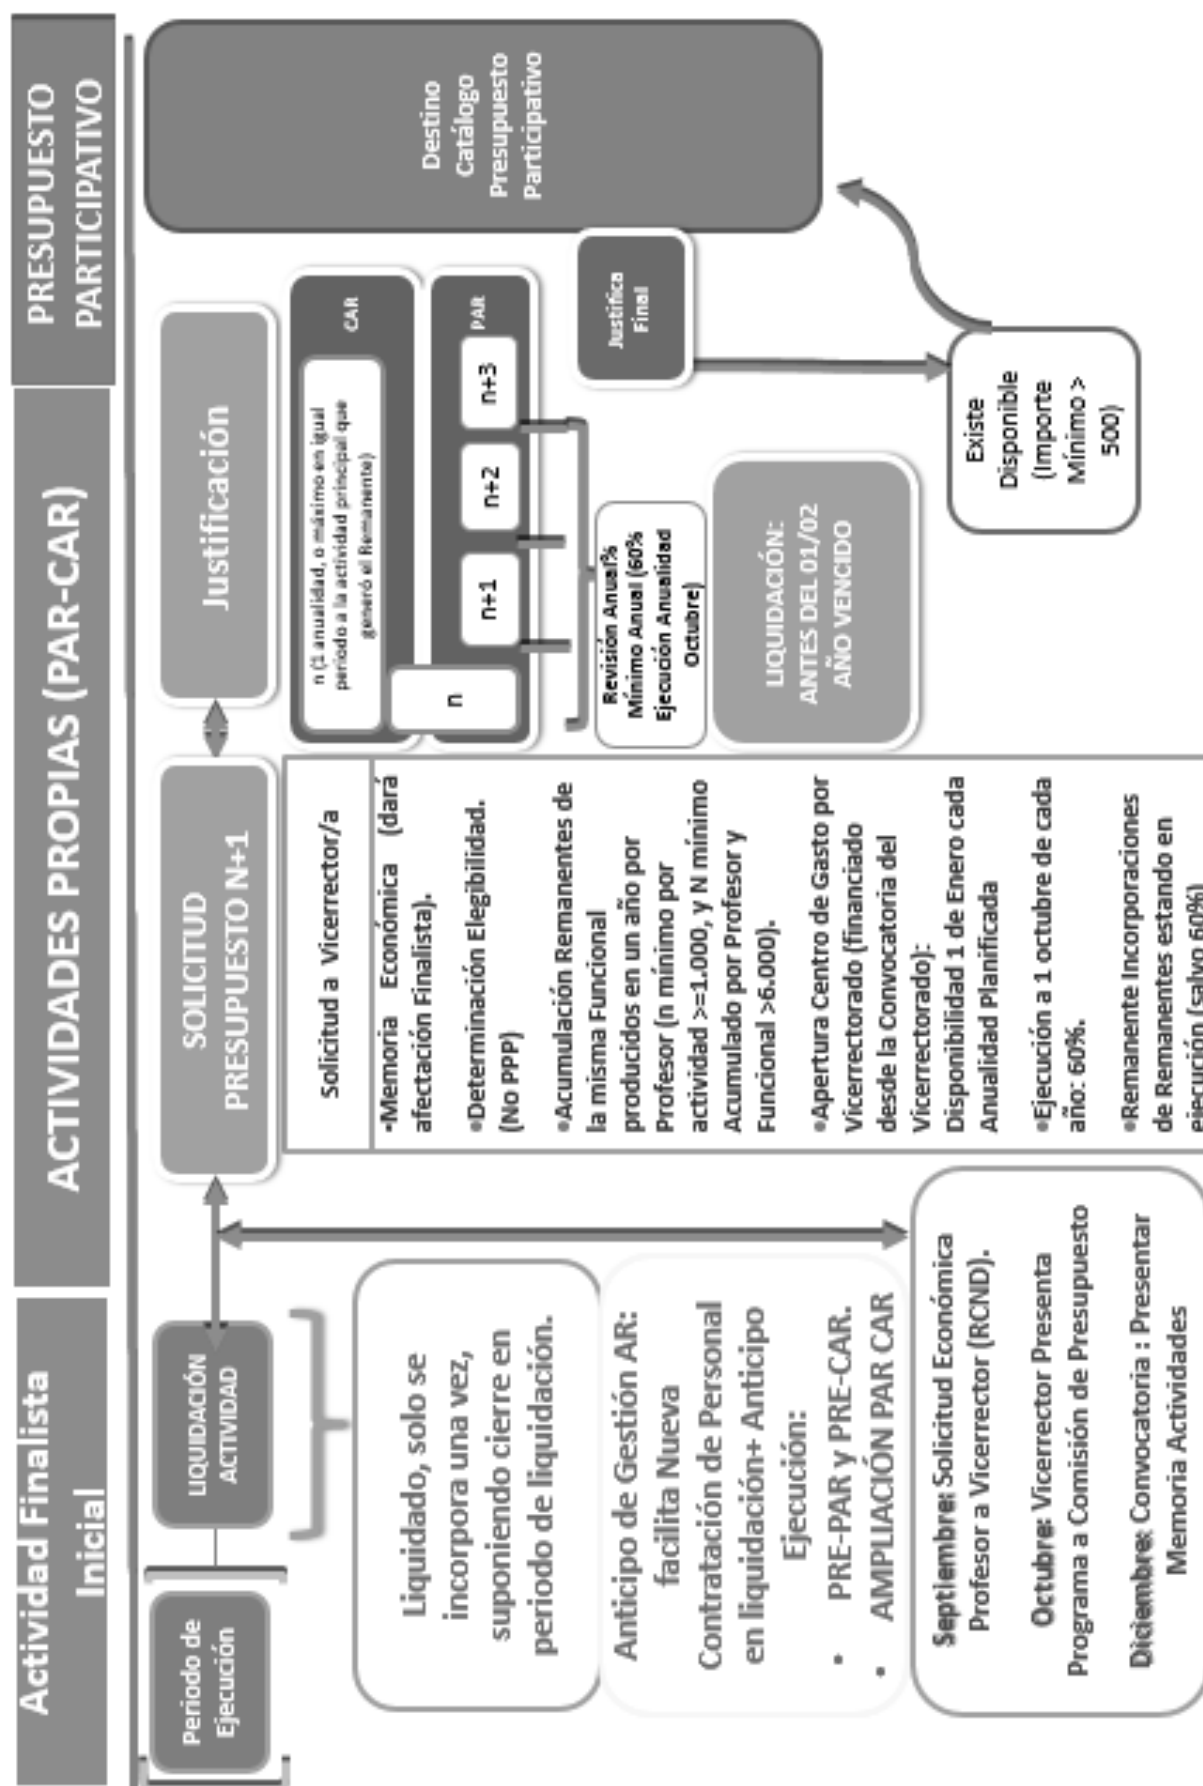 Actividad Finalista
Inicial
ACTIVIDADES PROPIAS (PAR-CAR)
PRESUPUESTO
PARTICIPATIVO
Periodo de
Ejecución
LIQUIDACIÓN
ACTIVIDAD
SOLICITUD
PRESUPUESTO N+1
Justificación
Liquidado, solo se
incorpora una vez,
suponiendo cierre en
periodo de liquidación.
Anticipo de Gestión AR:
facilita Nueva
Contratación de Personal
en liquidación+ Anticipo
Ejecución:
• PRE-PAR y PRE-CAR.
• AMPLIACIÓN PAR CAR
Septiembre: Solicitud Económica
Profesor a Vicerrector (RCND).
Octubre: Vicerrector Presenta
Programa a Comisión de Presupuesto
Diciembre: Convocatoria : Presentar
Memoria Actividades
Solicitud a Vicerrector/a
•Memoria Económica (dará
afectación Finalista).
•Determinación Elegibilidad.
(No PPP)
•Acumulación Remanentes de
la misma Funcional
producidos en un año por
Profesor (n mínimo por
actividad >=1.000, y N mínimo
Acumulado por Profesor y
Funcional >6.000).
•Apertura Centro de Gasto por
Vicerrectorado (financiado
desde la Convocatoria del
Vicerrectorado):
Disponibilidad 1 de Enero cada
Anualidad Planificada
•Ejecución a 1 octubre de cada
año: 60%.
•Remanente Incorporaciones
de Remanentes estando en
ejecución (salvo 60%)
CAR
n (1 anualidad, o máximo en igual
periodo a la actividad principal que
generó el Remanente)
PAR
n
n+1
n+2
n+3
Revisión Anual%
Mínimo Anual (60%
Ejecución Anualidad
Octubre)
LIQUIDACIÓN:
ANTES DEL 01/02
AÑO VENCIDO
Justifica
Final
Existe
Disponible
(Importe
Mínimo >
500)
Destino
Catálogo
Presupuesto
Participativo